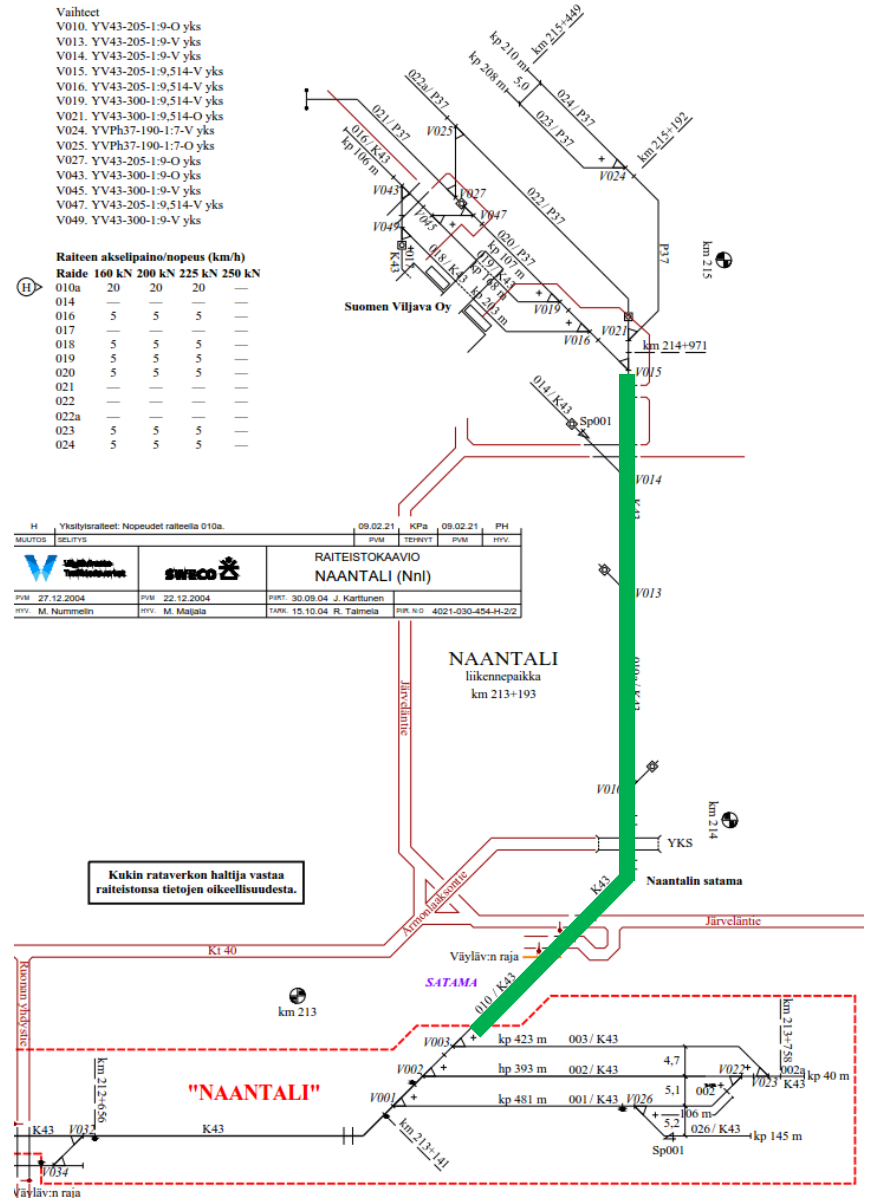 Vaihteet
V010. YV43-205-1:9-O yks
V013. YV43-205-1:9-V yks
V014. YV43-205-1:9-V yks
V015. YV43-205-1:9,514-V yks
V016. YV43-205-1:9,514-V yks
V019. YV43-300-1:9,514-V yks
V021. YV43-300-1:9,514-O yks
V024. YVPh37-190-1:7-V yks
V025. YVPh37-190-1:7-O yks
V027. YV43-205-1:9-O yks
V043. YV43-300-1:9-O yks
V045. YV43-300-1:9-V yks
V047. YV43-205-1:9,514-V yks
V049. YV43-300-1:9-V yks
Raiteen akselipaino/nopeus (km/h)
Raide 160 kN 200 kN 225 kN 250 kN
H
010a 20 20 20 —
014 — — — —
016 5 5 5 —
017 — — — —
018 5 5 5 —
019 5 5 5 —
020 5 5 5 —
021 — — — —
022 — — — —
022a — — — —
023 5 5 5 —
024 5 5 5 —
km 215+449
kp 210 m
kp 208 m
5,0
024 / P37
023 / P37
km 215+192
V024
022a / P37
V025
021 / P37
016 / K43
kp 106 m
V043
V027
V047
V045
V049
022 / P37
P37
km 215
017
K43
018 / K43
020 / P37
kp 107 m
019 / K43
kp 168 m
kp 203 m
Suomen Viljava Oy
V019
V016
V021
km 214+971
V015
014 / K43
Sp001
V014
K43
V013
H Yksityisraiteet: Nopeudet raiteella 010a. 09.02.21 KPa 09.02.21 PH
MUUTOS SELITYS PVM TEHNYT PVM HYV.
SWECO
RAITEISTOKAAVIO
NAANTALI (Nnl)
PVM 27.12.2004 PVM 22.12.2004 PIIRT. 30.09.04 J. Karttunen
HYV. M. Nummelin HYV. M. Maijala TARK. 15.10.04 R. Taimela PIIR. N:O 4021-030-454-H-2/2
NAANTALI
liikennepaikka
km 213+193
Järveläntie
V010
km 214
YKS
Kukin rataverkon haltija vastaa
raiteistonsa tietojen oikeellisuudesta.
K43
Naantalin satama
Armonlaaksontie
Järveläntie
Kt 40
Väyläv:n raja
Ruonan yhdystie
SATAMA
010 / K43
km 213
V003
kp 423 m 003 / K43
km 213+758
4,7
km 212+656
V002
hp 393 m 002 / K43
V022
V023
002a
K43
kp 40 m
"NAANTALI"
5,1
002
V001
kp 481 m 001 / K43
V026
106 m
K43
V032
K43
km 213+141
5,2
026 / K43
kp 145 m
Sp001
V034
Väyläv:n raja